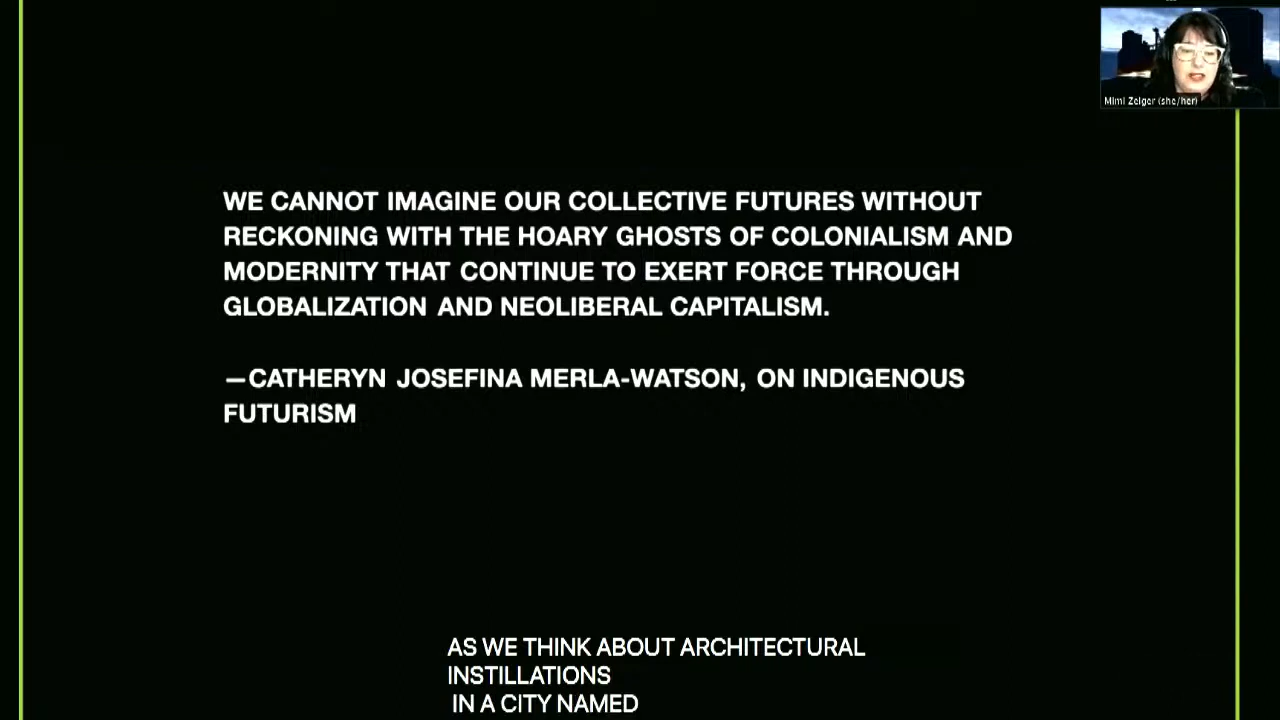 Mimi Zeiger (she/her)
WE CANNOT IMAGINE OUR COLLECTIVE FUTURES WITHOUT
RECKONING WITH THE HOARY GHOSTS OF COLONIALISM AND
MODERNITY THAT CONTINUE TO EXERT FORCE THROUGH
GLOBALIZATION AND NEOLIBERAL CAPITALISM.
—CATHERYN JOSEFINA MERLA-WATSON, ON INDIGENOUS
FUTURISM
AS WE THINK ABOUT ARCHITECTURAL
INSTILLATIONS
IN A CITY NAMED